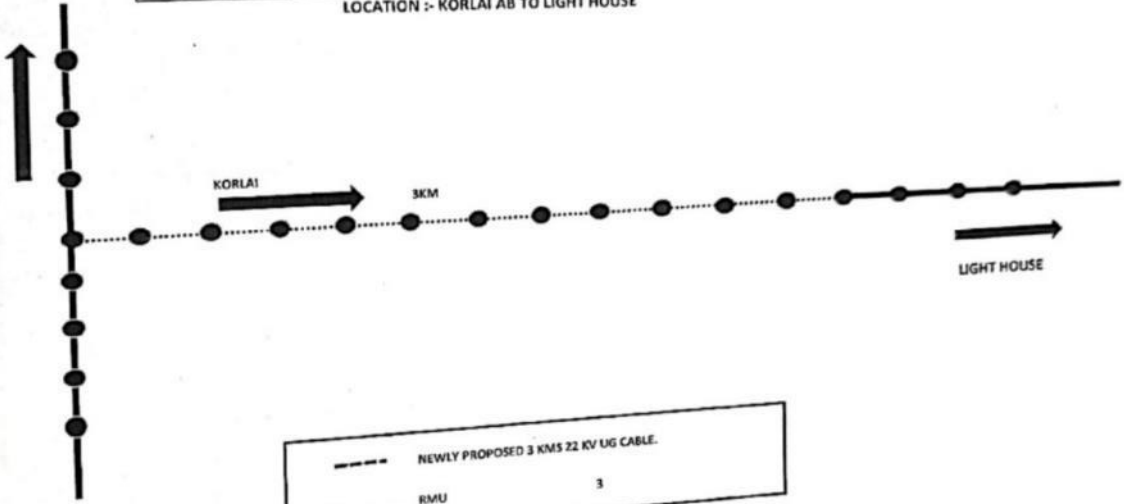 LOCATION :- KORLAI AB TO LIGHT HOUSE
KORLAI
3KM
LIGHT HOUSE
NEWLY PROPOSED 3 KMS 22 KV UG CABLE.
RMU 3